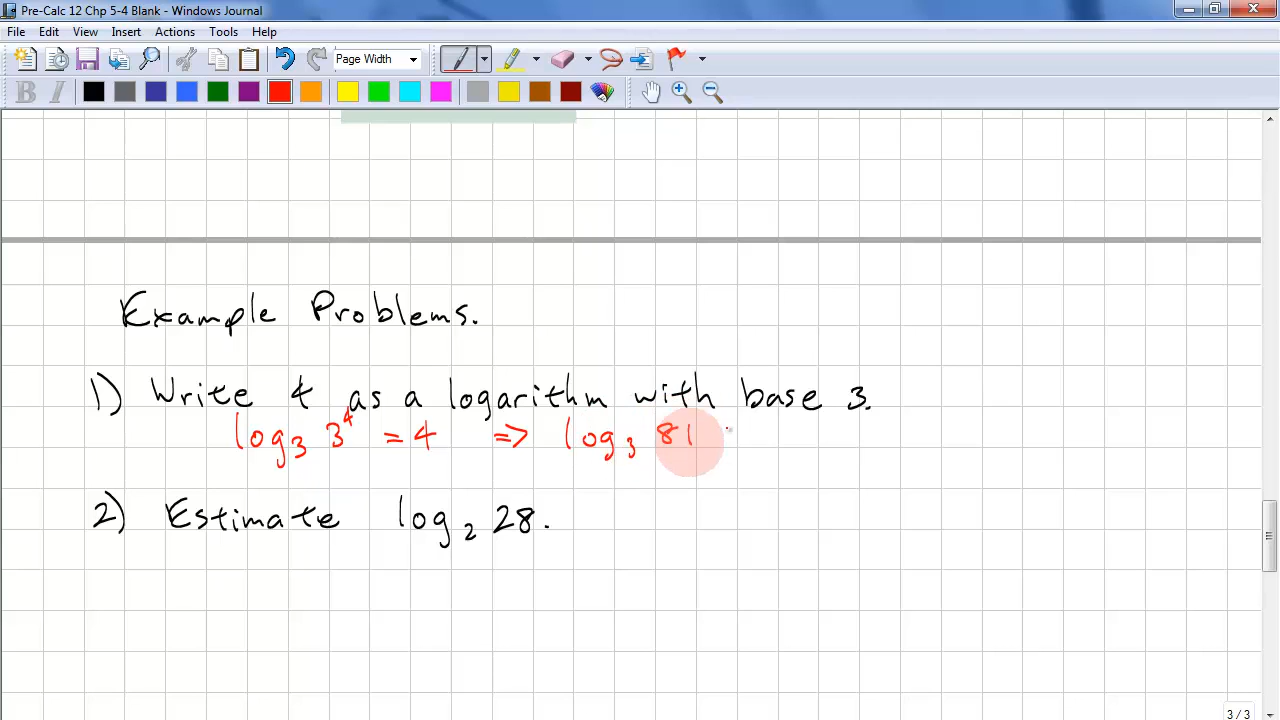 Pre-Calc 12 Chp 5-4 Blank - Windows Journal
File Edit View Insert Actions Tools Help
Page Width
B I
Example Problems.
1) Write 4 as a logarithm with base 3.
log₃ 3⁴ = 4 => log₃ 81
2) Estimate log₂ 28.
3/3